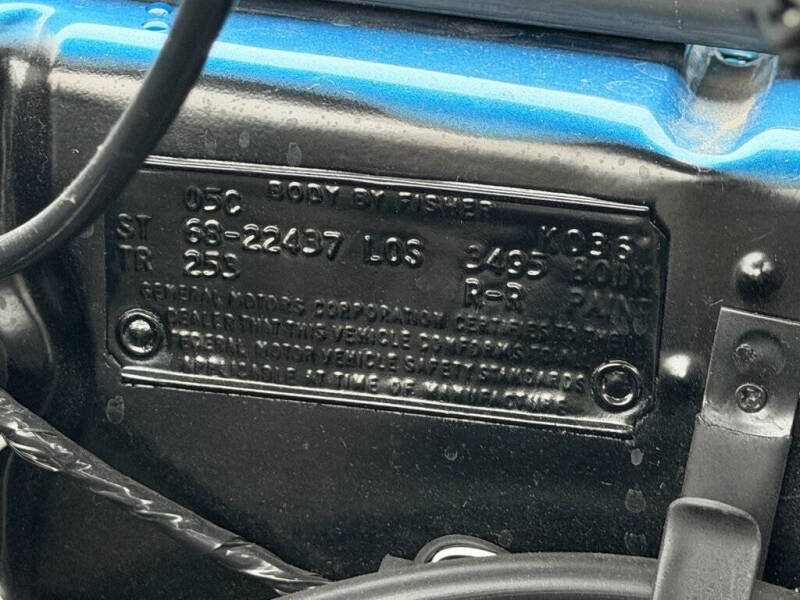 BODY BY FISHER
05C K036
ST 68-22437 LOS 3495 BODY
TR 253 R-R PAINT
GENERAL MOTORS CORPORATION CERTIFIES TO THE
DEALER THAT THIS VEHICLE CONFORMS TO ALL
FEDERAL MOTOR VEHICLE SAFETY STANDARDS
APPLICABLE AT TIME OF MANUFACTURE